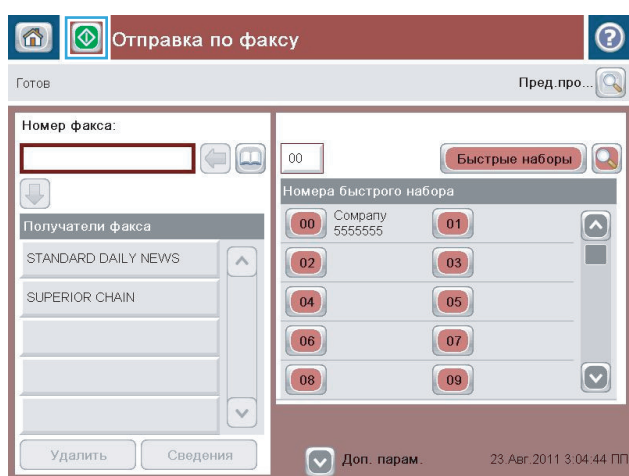 Отправка по факсу
Готов
Пред.про...
Номер факса:
00
Быстрые наборы
Номера быстрого набора
Получатели факса
STANDARD DAILY NEWS
SUPERIOR CHAIN
00 Company 5555555 01
02 03
04 05
06 07
08 09
Удалить Сведения
Доп. парам.
23.Авг.2011 3:04:44 ПП